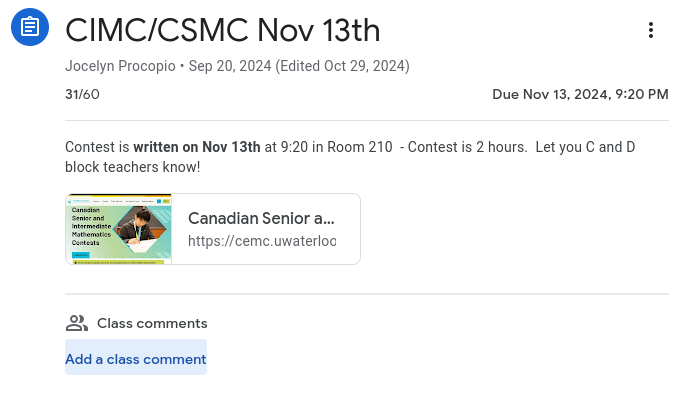 CIMC/CSMC Nov 13th
Jocelyn Procopio • Sep 20, 2024 (Edited Oct 29, 2024)
31/60
Due Nov 13, 2024, 9:20 PM
Contest is written on Nov 13th at 9:20 in Room 210  - Contest is 2 hours.  Let you C and D
block teachers know!
Canadian
Senior and
Intermediate
Mathematics
Contests
Canadian Senior a...
https://cemc.uwaterloo
Class comments
Add a class comment